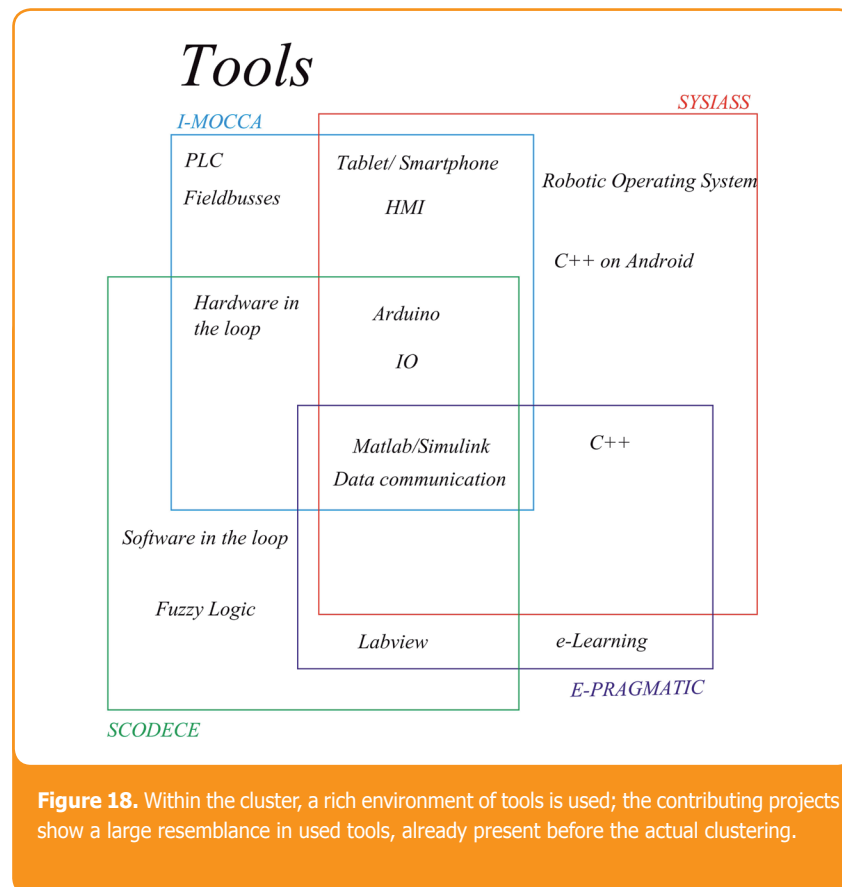 Tools
SYSIASS
I-MOCCA
PLC
Tablet/ Smartphone
Robotic Operating System
Fieldbusses
HMI
C++ on Android
Hardware in
the loop
Arduino
IO
Matlab/Simulink
C++
Data communication
Software in the loop
Fuzzy Logic
Labview
e-Learning
E-PRAGMATIC
SCODECE
Figure 18. Within the cluster, a rich environment of tools is used; the contributing projects
show a large resemblance in used tools, already present before the actual clustering.